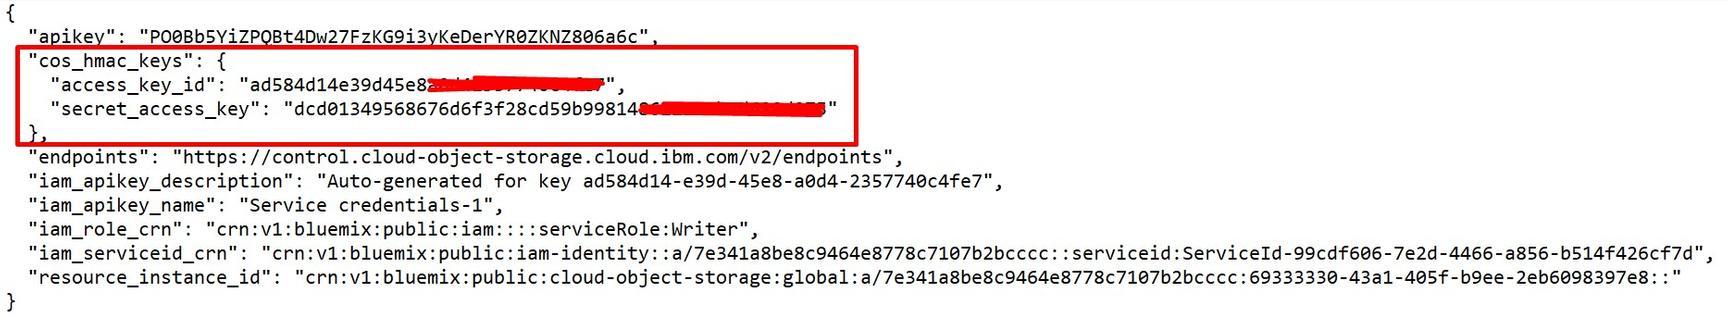 {
"apikey": "PO0Bb5YiZPQBt4Dw27FzKG9i3yKeDerYR0ZKNZ806a6c",
"cos_hmac_keys": {
"access_key_id": "ad584d14e39d45e8",
"secret_access_key": "dcd01349568676d6f3f28cd59b99814"
},
"endpoints": "https://control.cloud-object-storage.cloud.ibm.com/v2/endpoints",
"iam_apikey_description": "Auto-generated for key ad584d14-e39d-45e8-a0d4-2357740c4fe7",
"iam_apikey_name": "Service credentials-1",
"iam_role_crn": "crn:v1:bluemix:public:iam::::serviceRole:Writer",
"iam_serviceid_crn": "crn:v1:bluemix:public:iam-identity::a/7e341a8be8c9464e8778c7107b2bcccc::serviceid:ServiceId-99cdf606-7e2d-4466-a856-b514f426cf7d",
"resource_instance_id": "crn:v1:bluemix:public:cloud-object-storage:global:a/7e341a8be8c9464e8778c7107b2bcccc:69333330-43a1-405f-b9ee-2eb6098397e8::"
}